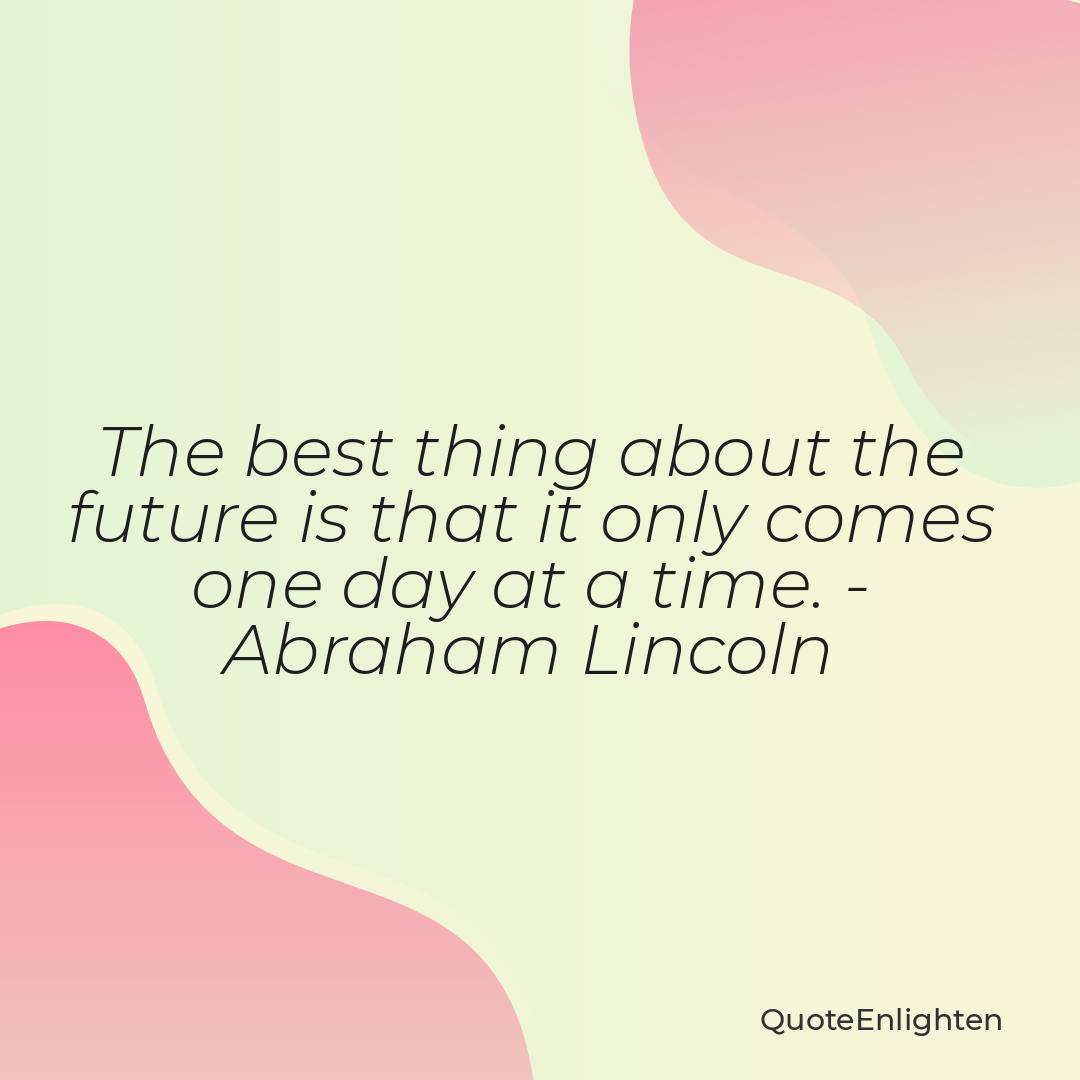 The best thing about the
future is that it only comes
one day at a time. -
Abraham Lincoln
QuoteEnlighten